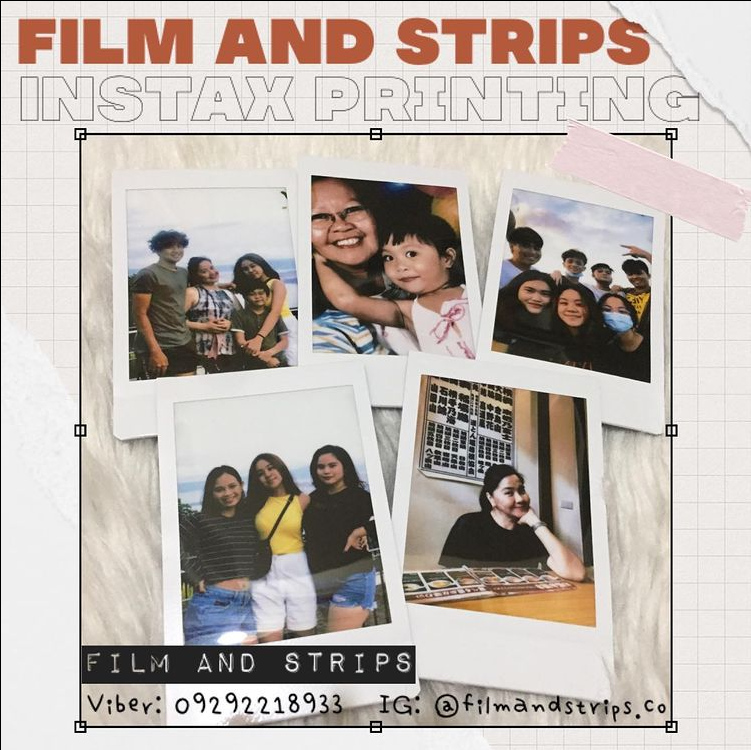 FILM AND STRIPS
INSTAX PRINTING
FILM AND STRIPS
Viber: 09292218933 IG: @filmandstrips.co